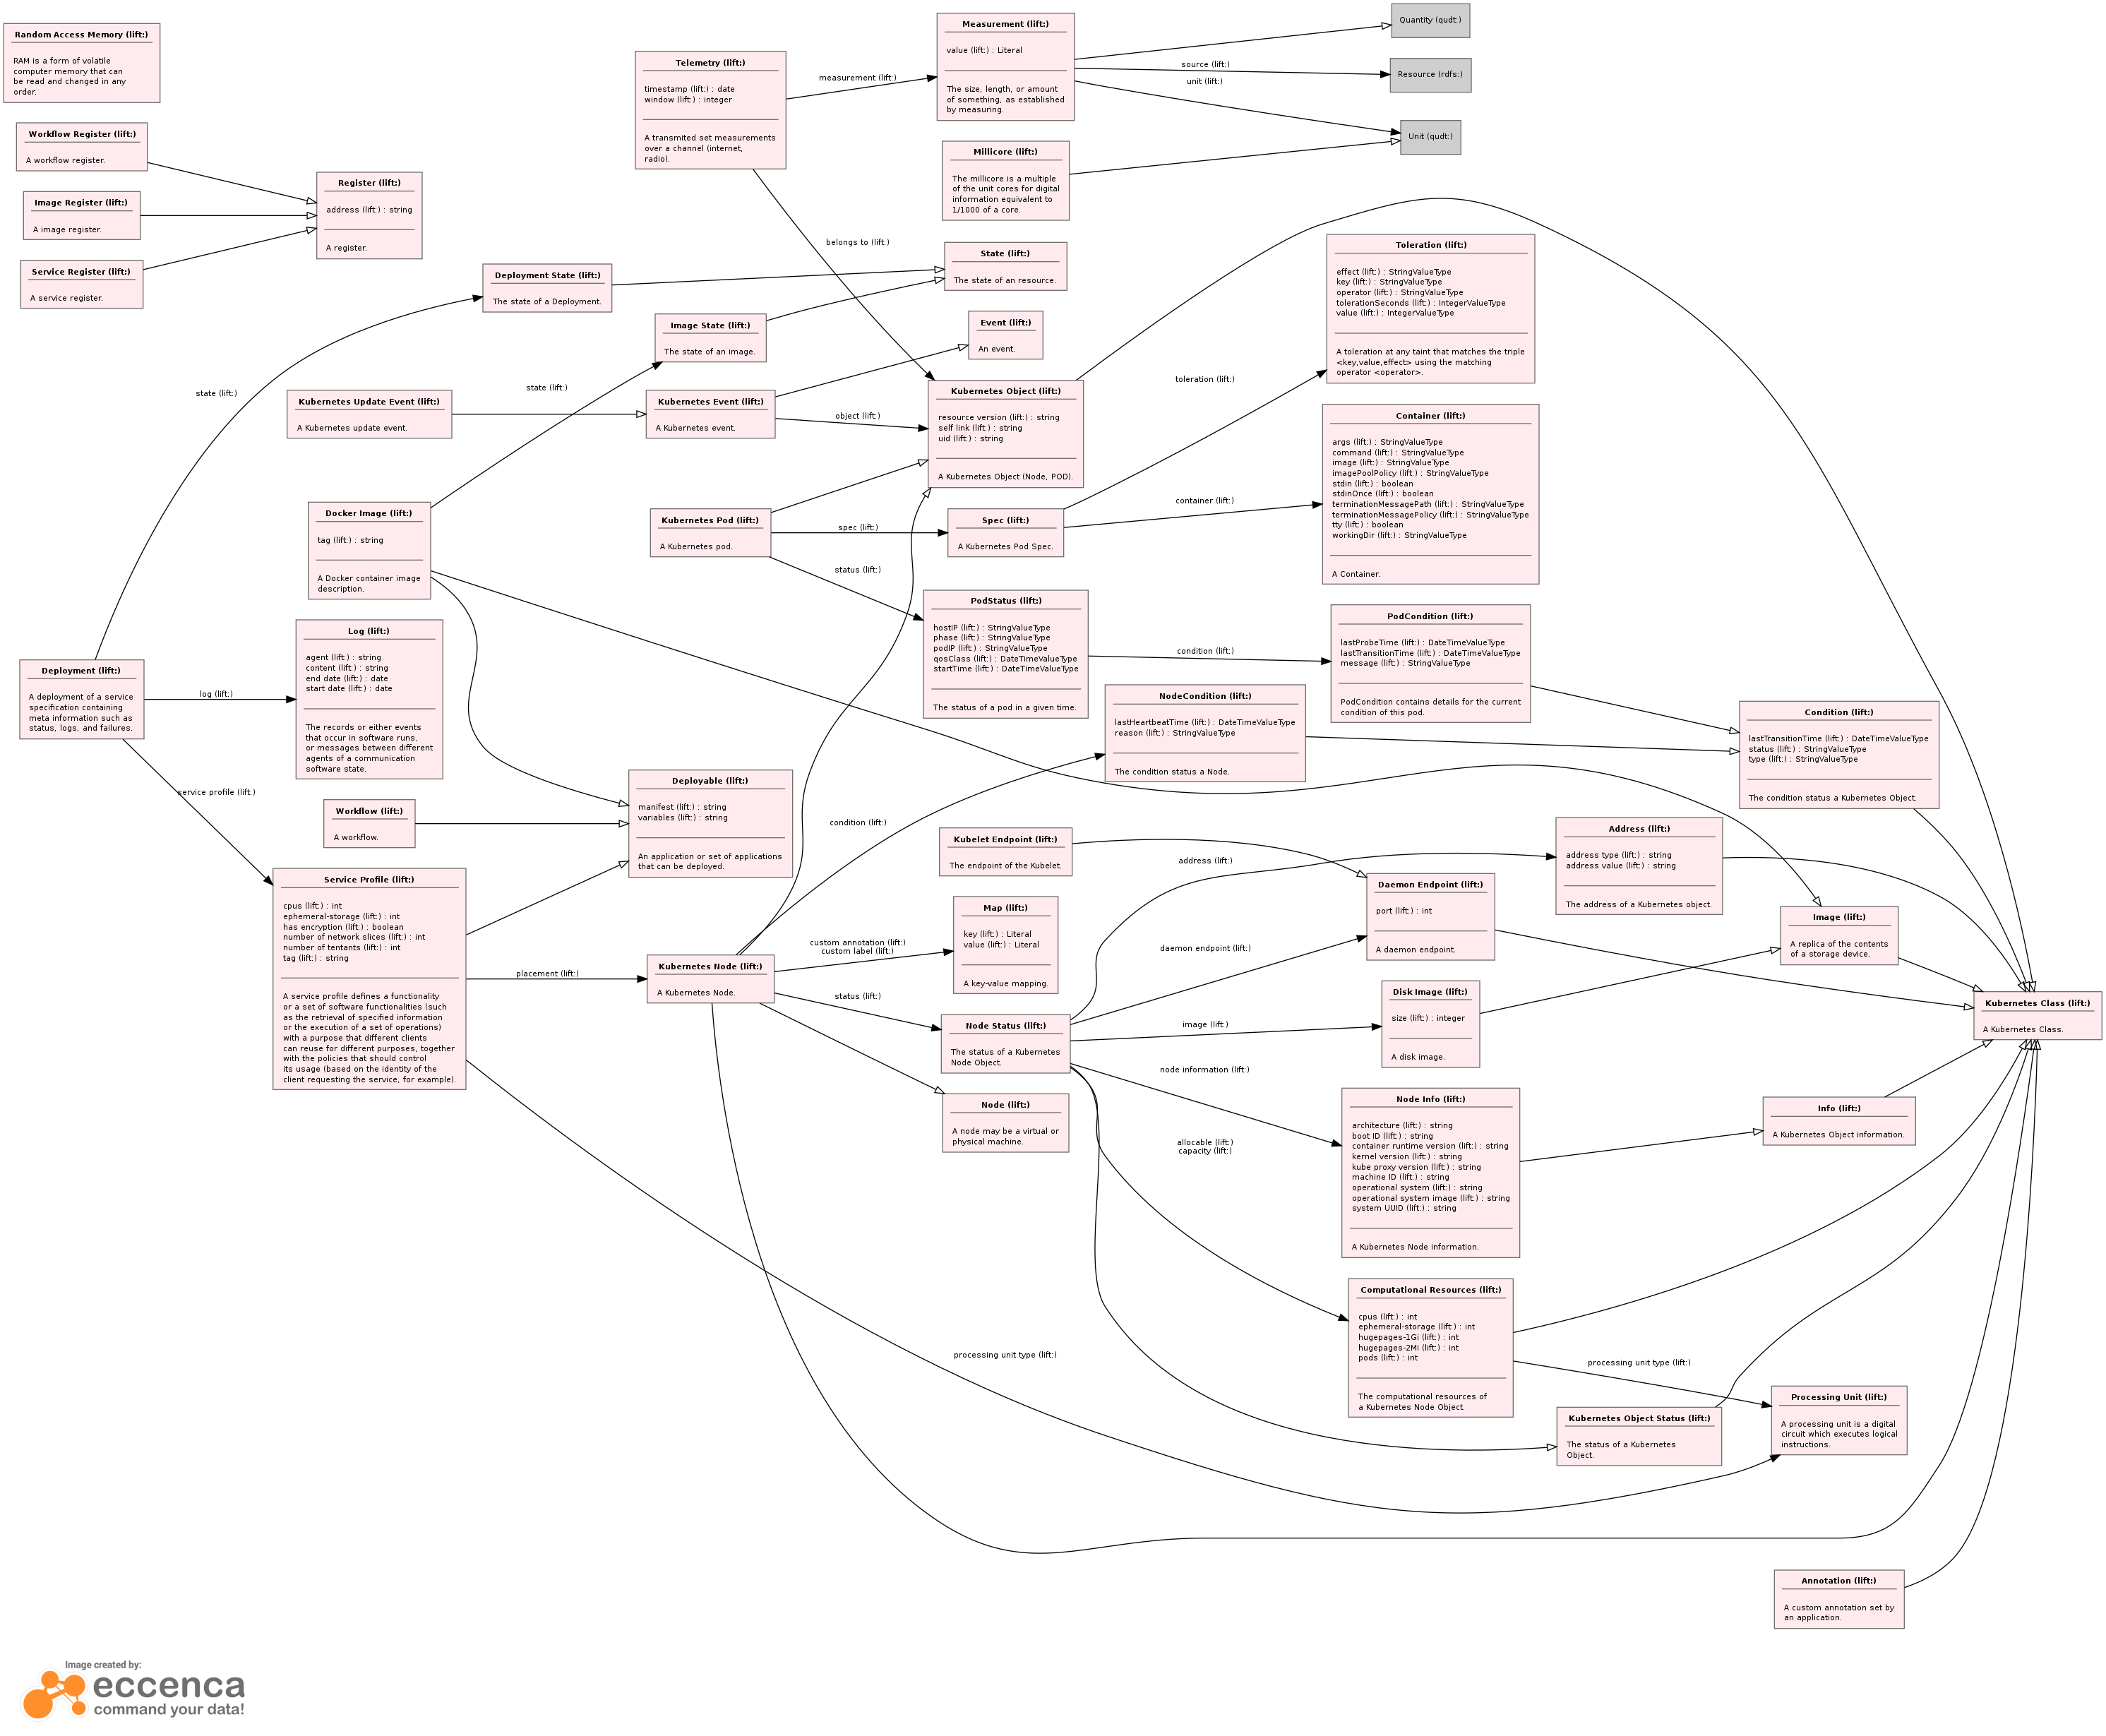 Random Access Memory (lift:)
RAM is a form of volatile
computer memory that can
be read and changed in any
order.
Workflow Register (lift:)
A workflow register.
Image Register (lift:)
A image register.
Service Register (lift:)
A service register.
Register (lift:)
address (lift:) : string
A register.
Telemetry (lift:)
timestamp (lift:) : date
window (lift:) : integer
A transmited set measurements
over a channel (internet,
radio).
measurement (lift:)
belongs to (lift:)
Measurement (lift:)
value (lift:) : Literal
The size, length, or amount
of something, as established
by measuring.
source (lift:)
unit (lift:)
Quantity (qudt:)
Resource (rdfs:)
Unit (qudt:)
Millicore (lift:)
The millicore is a multiple
of the unit cores for digital
information equivalent to
1/1000 of a core.
Deployment State (lift:)
The state of a Deployment.
State (lift:)
The state of an resource.
Image State (lift:)
The state of an image.
Event (lift:)
An event.
state (lift:)
state (lift:)
Kubernetes Update Event (lift:)
A Kubernetes update event.
Kubernetes Event (lift:)
A Kubernetes event.
object (lift:)
Kubernetes Object (lift:)
resource version (lift:) : string
self link (lift:) : string
uid (lift:) : string
A Kubernetes Object (Node, POD).
toleration (lift:)
Toleration (lift:)
effect (lift:) : StringValueType
key (lift:) : StringValueType
operator (lift:) : StringValueType
tolerationSeconds (lift:) : IntegerValueType
value (lift:) : IntegerValueType
A toleration at any taint that matches the triple
<key,value,effect> using the matching
operator <operator>.
Container (lift:)
args (lift:) : StringValueType
command (lift:) : StringValueType
image (lift:) : StringValueType
imagePoolPolicy (lift:) : StringValueType
stdin (lift:) : boolean
stdinOnce (lift:) : boolean
terminationMessagePath (lift:) : StringValueType
terminationMessagePolicy (lift:) : StringValueType
tty (lift:) : boolean
workingDir (lift:) : StringValueType
A Container.
container (lift:)
Docker Image (lift:)
tag (lift:) : string
A Docker container image
description.
Kubernetes Pod (lift:)
A Kubernetes pod.
spec (lift:)
status (lift:)
Spec (lift:)
A Kubernetes Pod Spec.
PodStatus (lift:)
hostIP (lift:) : StringValueType
phase (lift:) : StringValueType
podIP (lift:) : StringValueType
qosClass (lift:) : DateTimeValueType
startTime (lift:) : DateTimeValueType
The status of a pod in a given time.
condition (lift:)
PodCondition (lift:)
lastProbeTime (lift:) : DateTimeValueType
lastTransitionTime (lift:) : DateTimeValueType
message (lift:) : StringValueType
PodCondition contains details for the current
condition of this pod.
Deployment (lift:)
A deployment of a service
specification containing
meta information such as
status, logs, and failures.
log (lift:)
service profile (lift:)
Log (lift:)
agent (lift:) : string
content (lift:) : string
end date (lift:) : date
start date (lift:) : date
The records or either events
that occur in software runs,
or messages between different
agents of a communication
software state.
NodeCondition (lift:)
lastHeartbeatTime (lift:) : DateTimeValueType
reason (lift:) : StringValueType
The condition status a Node.
Condition (lift:)
lastTransitionTime (lift:) : DateTimeValueType
status (lift:) : StringValueType
type (lift:) : StringValueType
The condition status a Kubernetes Object.
Workflow (lift:)
A workflow.
Deployable (lift:)
manifest (lift:) : string
variables (lift:) : string
An application or set of applications
that can be deployed.
condition (lift:)
Kubelet Endpoint (lift:)
The endpoint of the Kubelet.
address (lift:)
Address (lift:)
address type (lift:) : string
address value (lift:) : string
The address of a Kubernetes object.
Service Profile (lift:)
cpus (lift:) : int
ephemeral-storage (lift:) : int
has encryption (lift:) : boolean
number of network slices (lift:) : int
number of tentants (lift:) : int
tag (lift:) : string
A service profile defines a functionality
or a set of software functionalities (such
as the retrieval of specified information
or the execution of a set of operations)
with a purpose that different clients
can reuse for different purposes, together
with the policies that should control
its usage (based on the identity of the
client requesting the service, for example).
placement (lift:)
Kubernetes Node (lift:)
A Kubernetes Node.
custom annotation (lift:)
custom label (lift:)
status (lift:)
Map (lift:)
key (lift:) : Literal
value (lift:) : Literal
A key-value mapping.
Daemon Endpoint (lift:)
port (lift:) : int
A daemon endpoint.
daemon endpoint (lift:)
Image (lift:)
A replica of the contents
of a storage device.
Node Status (lift:)
The status of a Kubernetes
Node Object.
image (lift:)
Disk Image (lift:)
size (lift:) : integer
A disk image.
Kubernetes Class (lift:)
A Kubernetes Class.
node information (lift:)
Node (lift:)
A node may be a virtual or
physical machine.
allocable (lift:)
capacity (lift:)
Node Info (lift:)
architecture (lift:) : string
boot ID (lift:) : string
container runtime version (lift:) : string
kernel version (lift:) : string
kube proxy version (lift:) : string
machine ID (lift:) : string
operational system (lift:) : string
operational system image (lift:) : string
system UUID (lift:) : string
A Kubernetes Node information.
Info (lift:)
A Kubernetes Object information.
Computational Resources (lift:)
cpus (lift:) : int
ephemeral-storage (lift:) : int
hugepages-1Gi (lift:) : int
hugepages-2Mi (lift:) : int
pods (lift:) : int
The computational resources of
a Kubernetes Node Object.
processing unit type (lift:)
processing unit type (lift:)
Processing Unit (lift:)
A processing unit is a digital
circuit which executes logical
instructions.
Kubernetes Object Status (lift:)
The status of a Kubernetes
Object.
Annotation (lift:)
A custom annotation set by
an application.
Image created by:
eccenca
command your data!